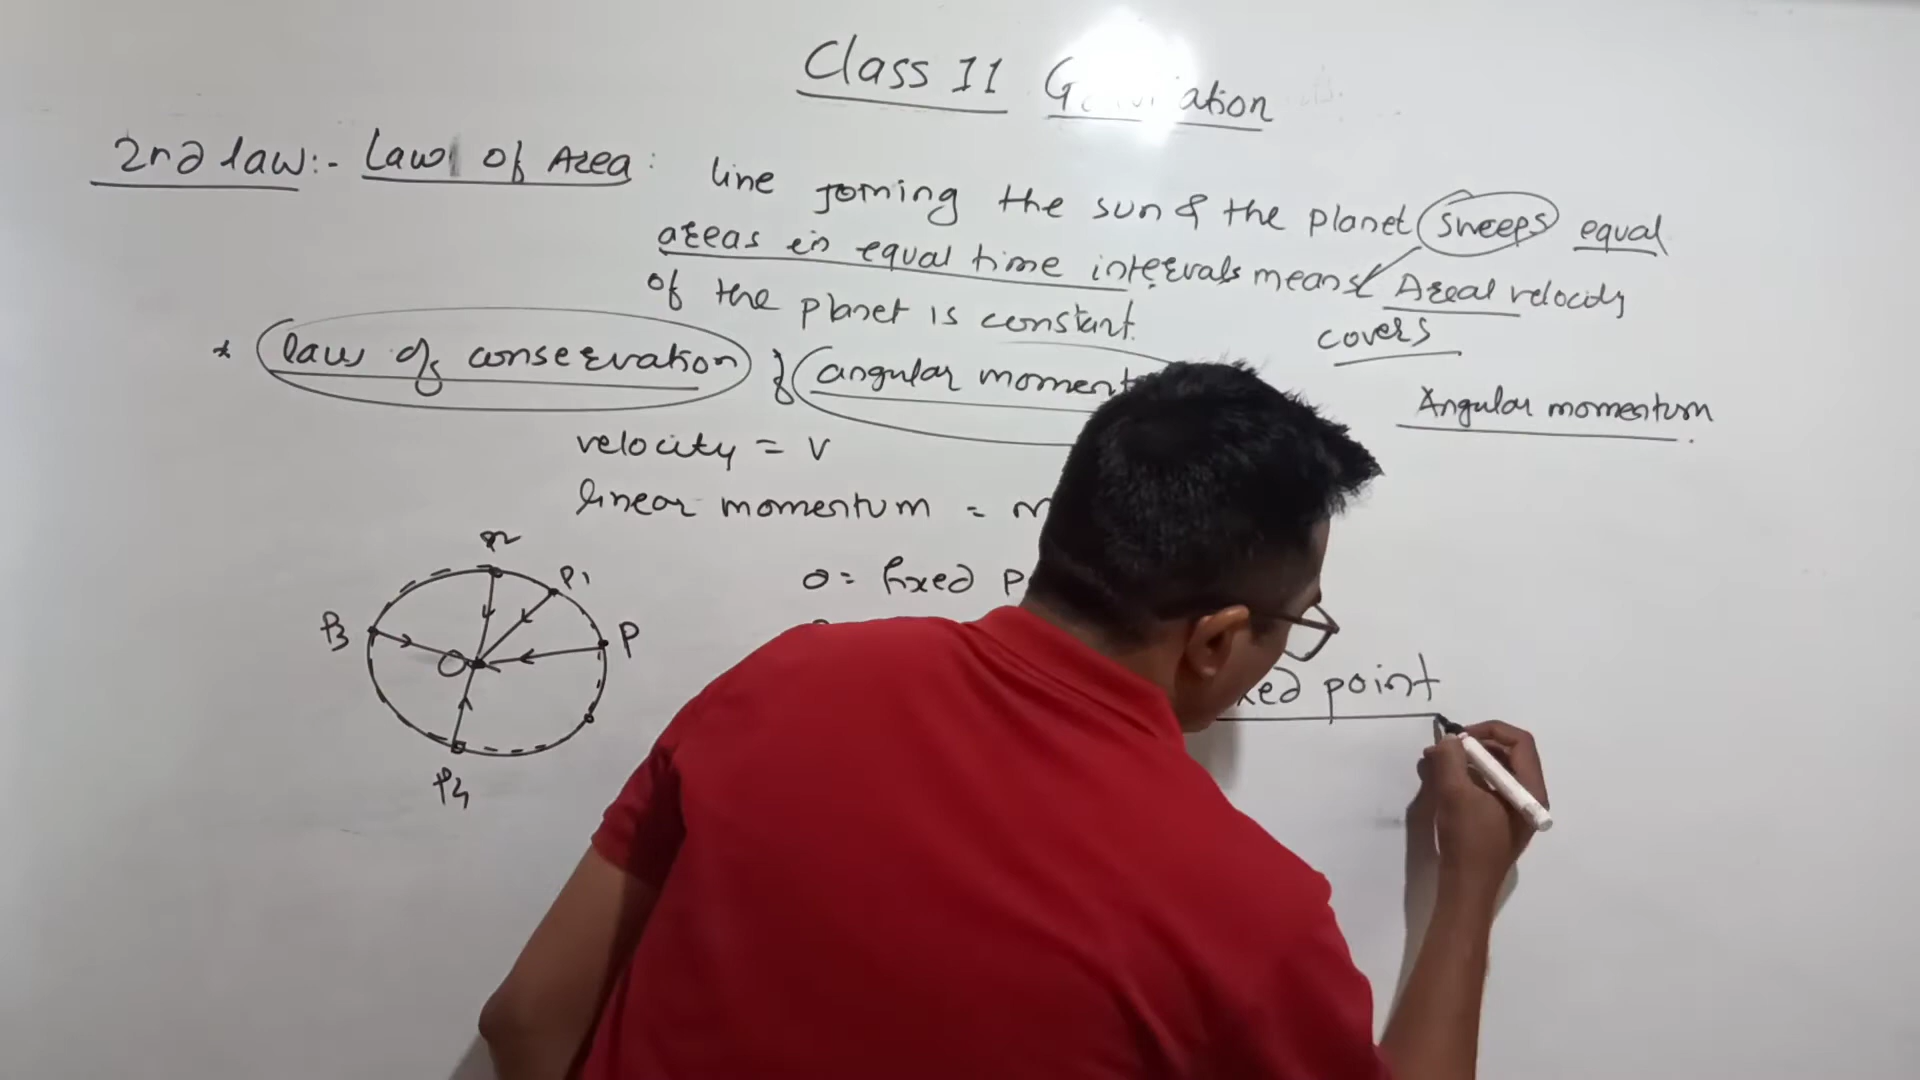 Class 11 Gravitation
2nd law:- Law of Area: line joining the sun & the planet sweeps equal
areas in equal time intervals means Areal velocity
of the planet is constant.
covers
* law of conservation of angular moment
Angular momentum
velocity = v
linear momentum = m
O = fixed P
xed point
P2
P1
P3
O
P
P4